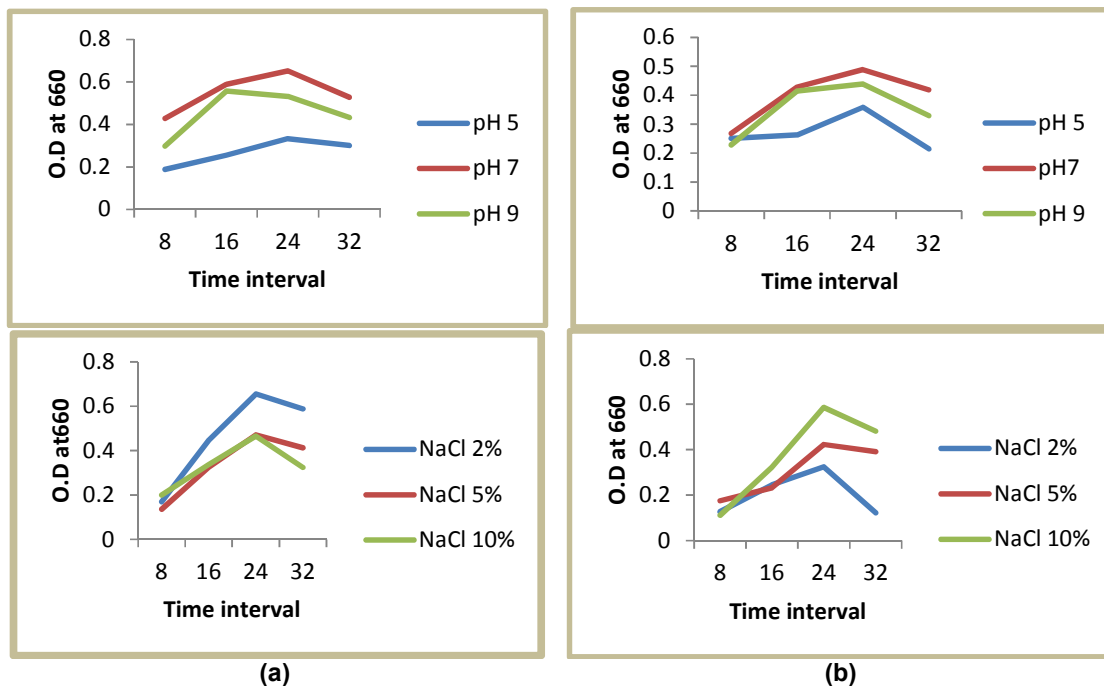 0.8
0.6
0.4
0.2
0
O.D at 660
8 16 24 32
Time interval
pH 5
pH 7
pH 9
0.6
0.5
0.4
0.3
0.2
0.1
0
O.D at 660
8 16 24 32
Time interval
pH 5
pH7
pH 9
0.8
0.6
0.4
0.2
0
O.D at660
8 16 24 32
Time interval
NaCl 2%
NaCl 5%
NaCl 10%
(a)
0.8
0.6
0.4
0.2
0
O.D at 660
8 16 24 32
Time interval
NaCl 2%
NaCl 5%
NaCl 10%
(b)